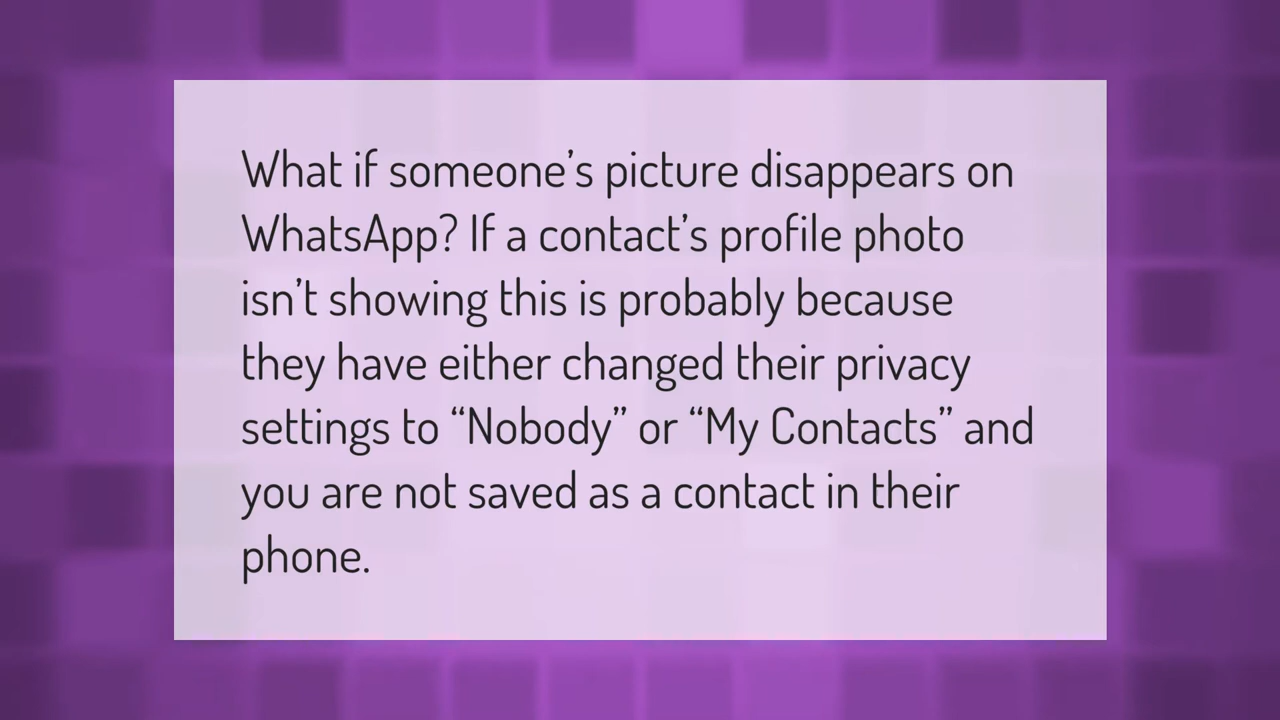 What if someone’s picture disappears on
WhatsApp? If a contact’s profile photo
isn’t showing this is probably because
they have either changed their privacy
settings to “Nobody” or “My Contacts” and
you are not saved as a contact in their
phone.